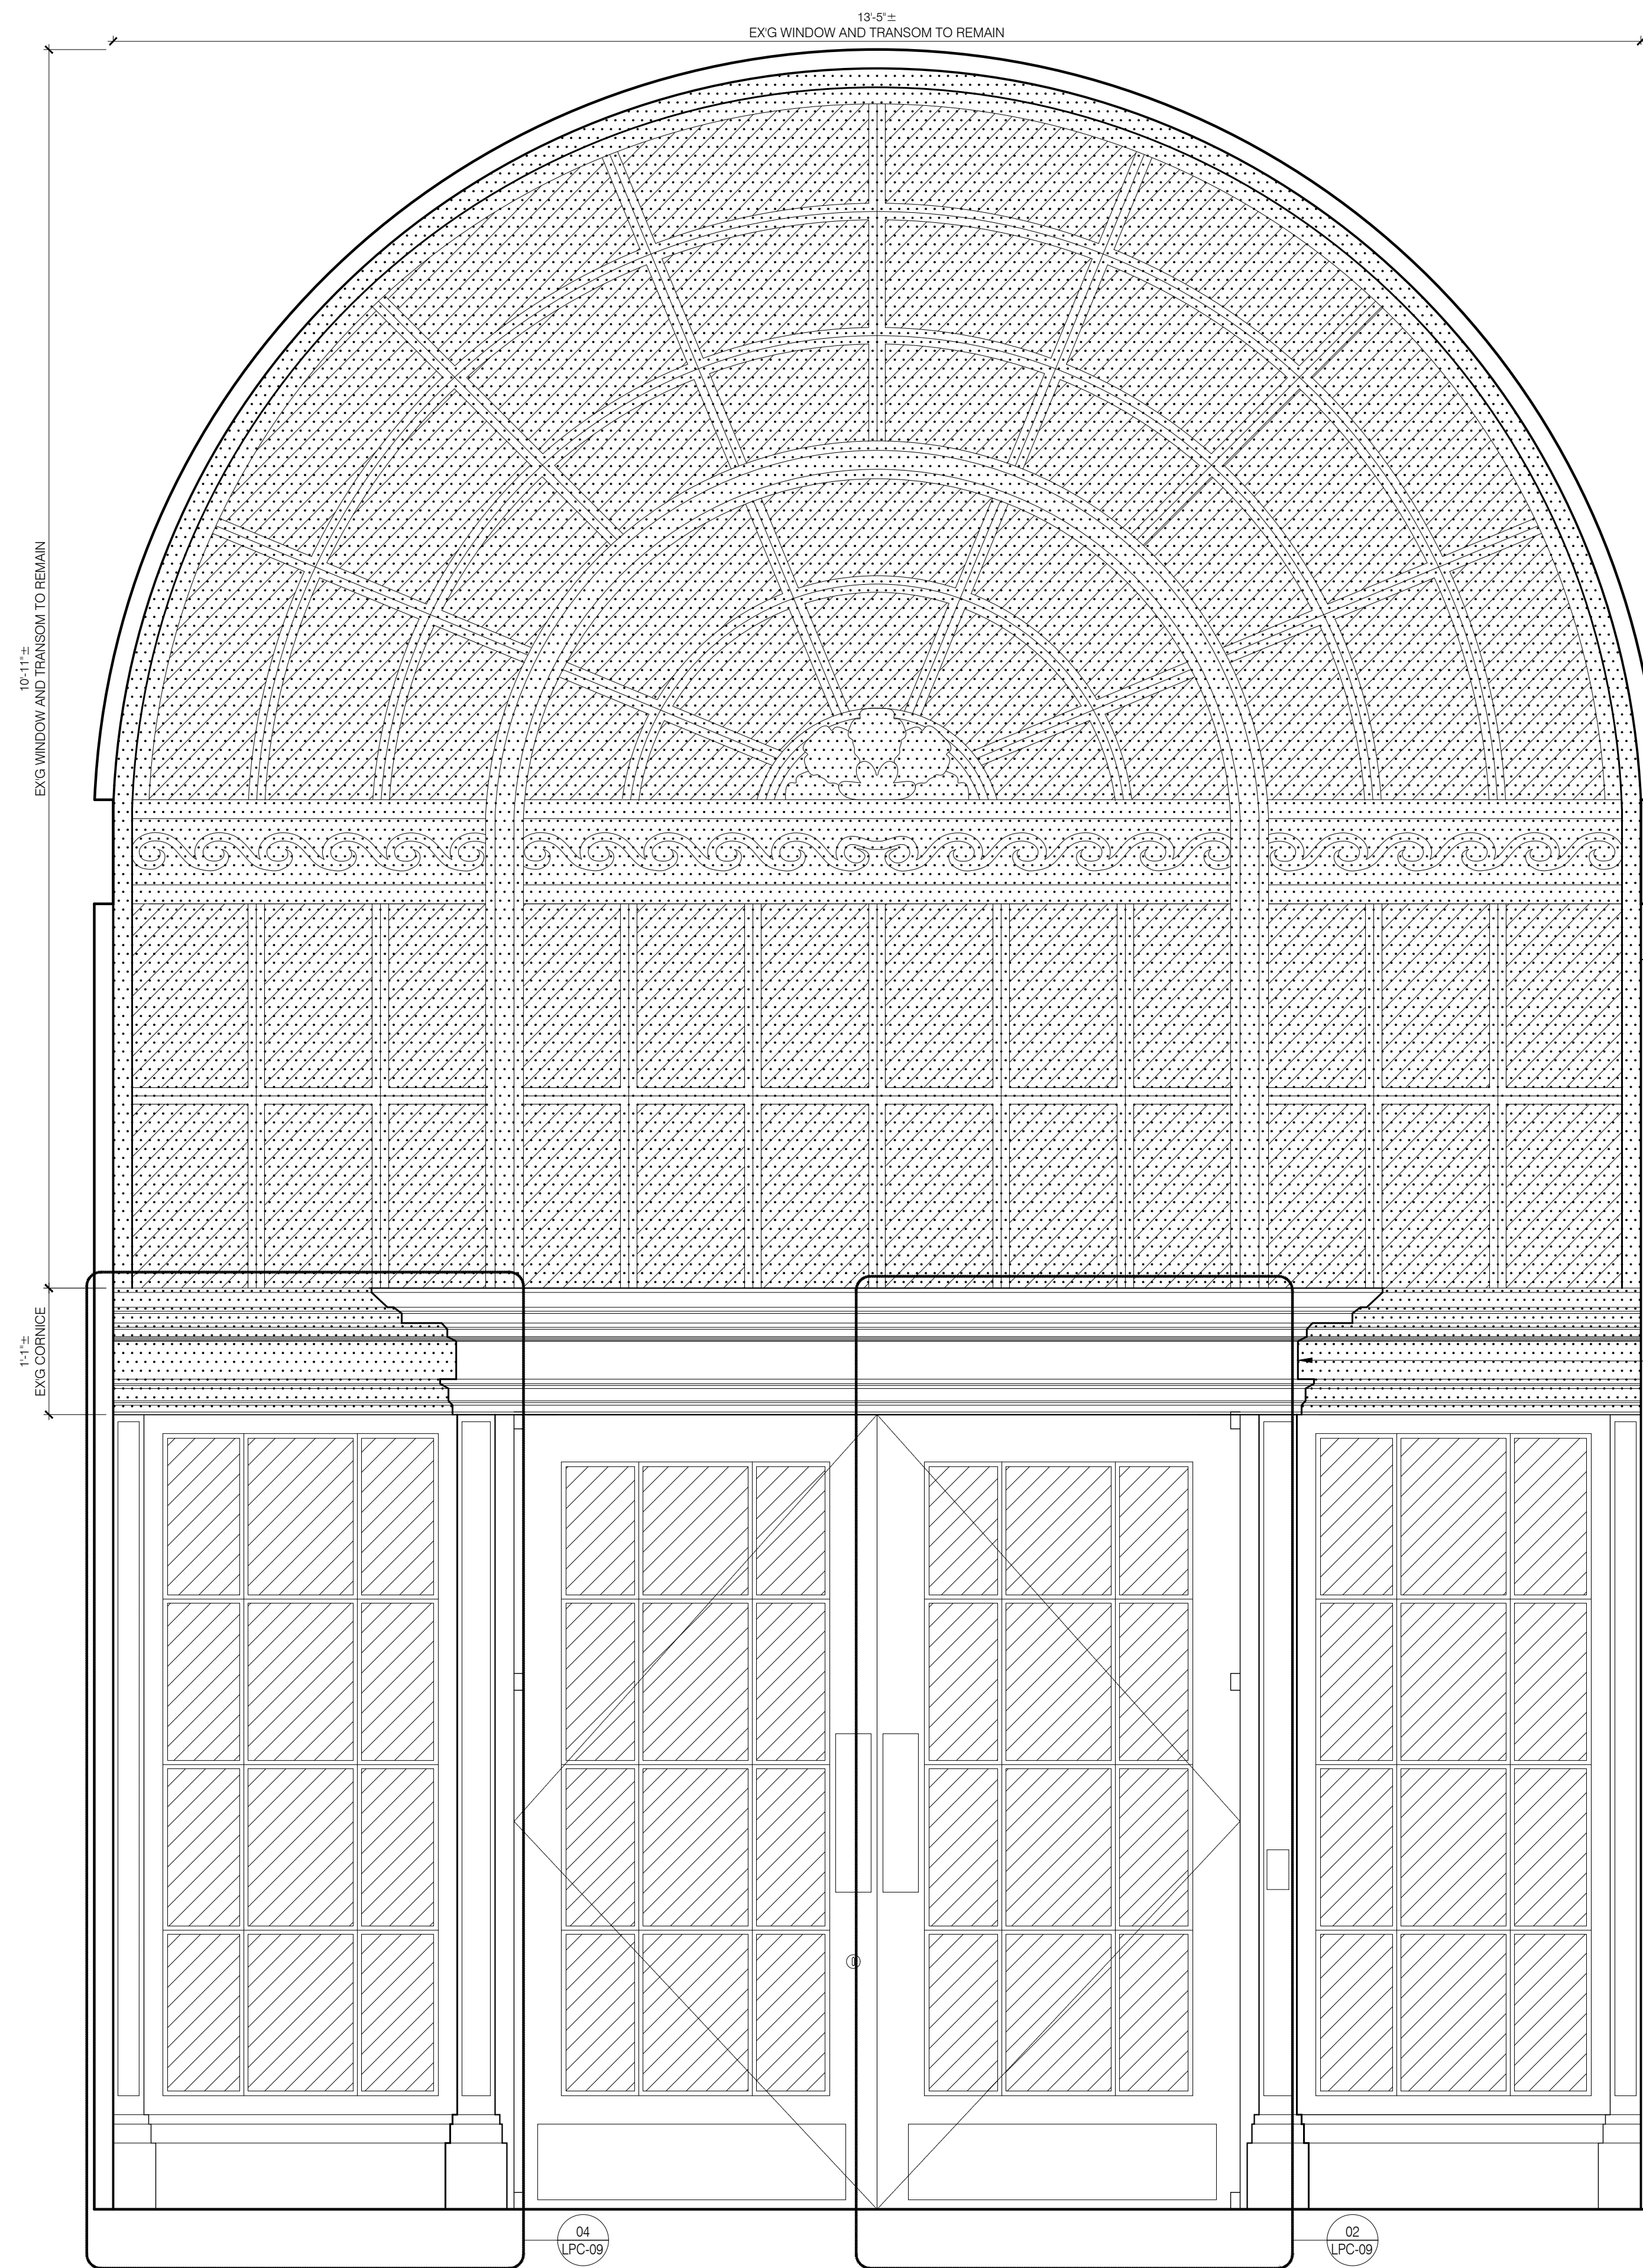 13'-5"±
EX'G WINDOW AND TRANSOM TO REMAIN
10'-11"±
EX'G WINDOW AND TRANSOM TO REMAIN
1'-1"±
EX'G CORNICE
04
LPC-09
02
LPC-09